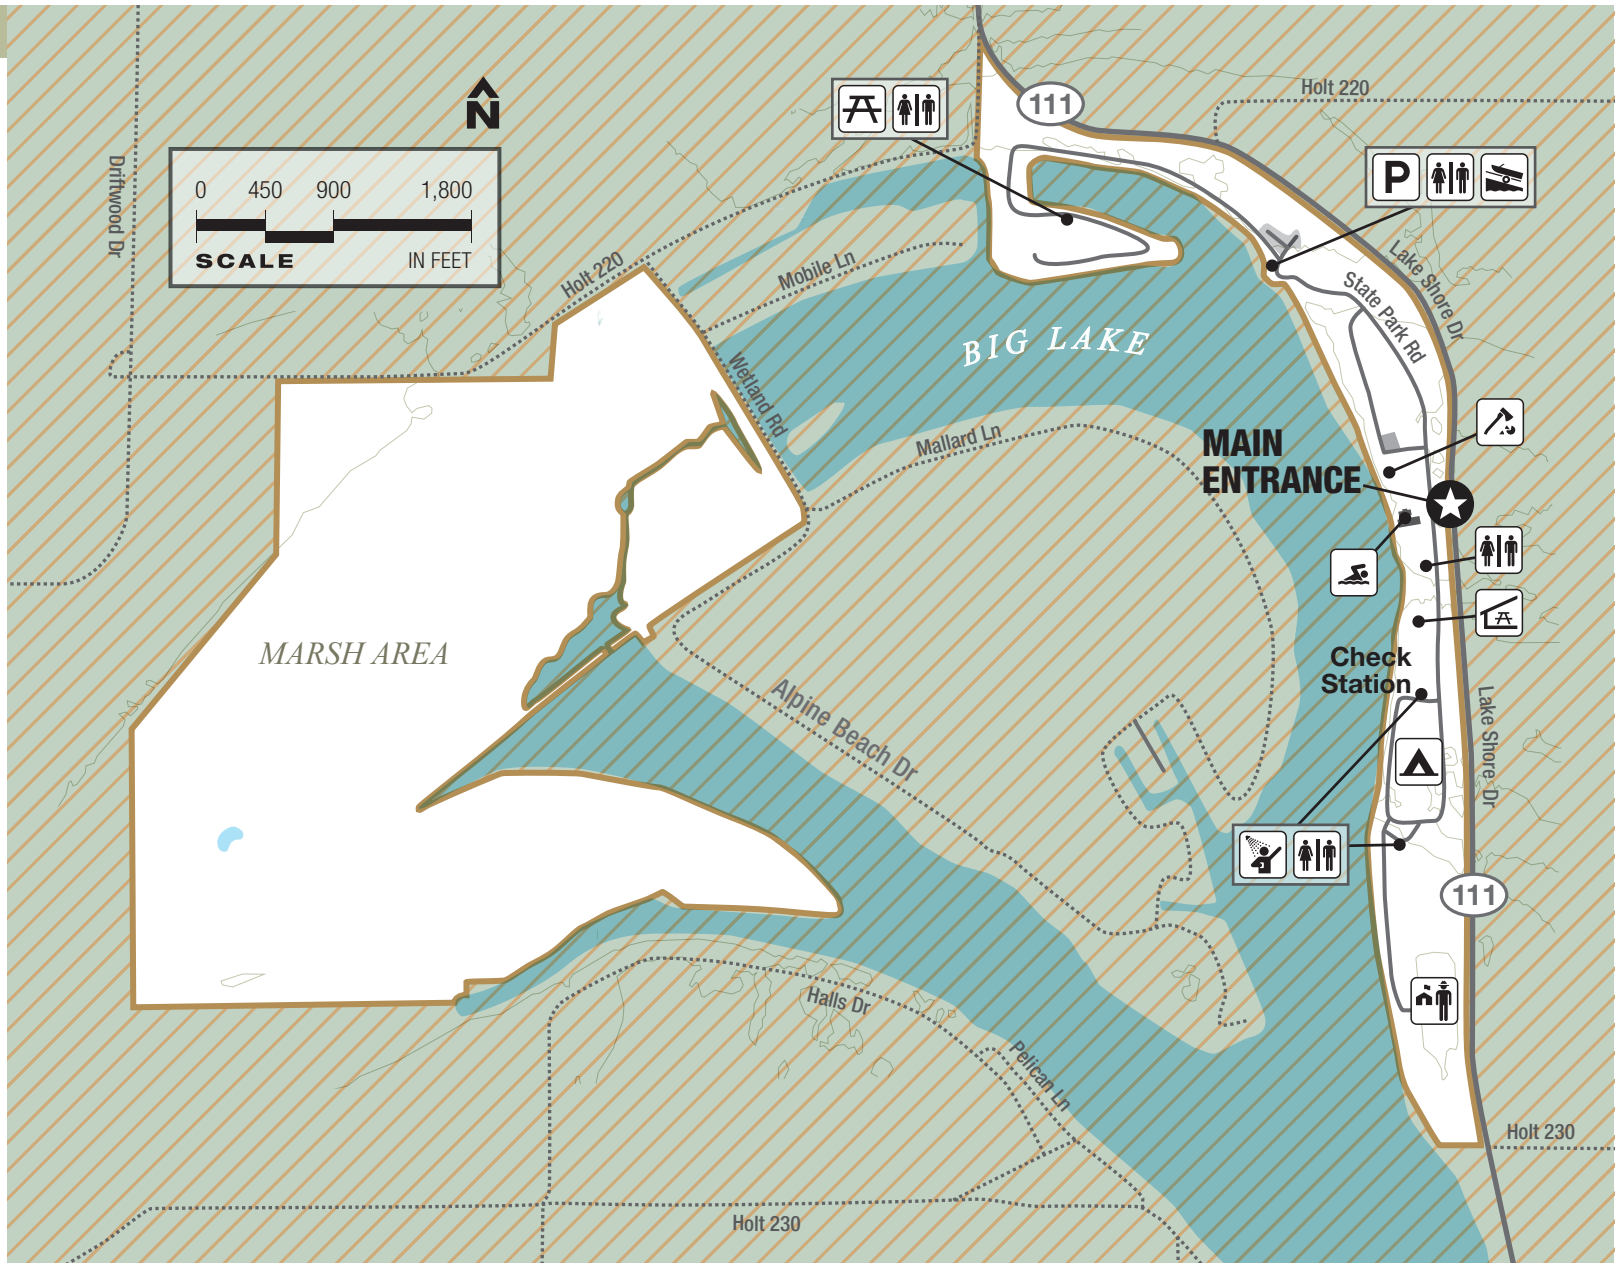 N
111
Holt 220
P
Driftwood Dr
0 450 900 1,800
SCALE IN FEET
Holt 220
Mobile Ln
Lake Shore Dr
State Park Rd
BIG LAKE
Wetland Rd
Mallard Ln
MAIN
ENTRANCE
MARSH AREA
Check
Station
Alpine Beach Dr
Lake Shore Dr
111
Halls Dr
Pelican Ln
Holt 230
Holt 230